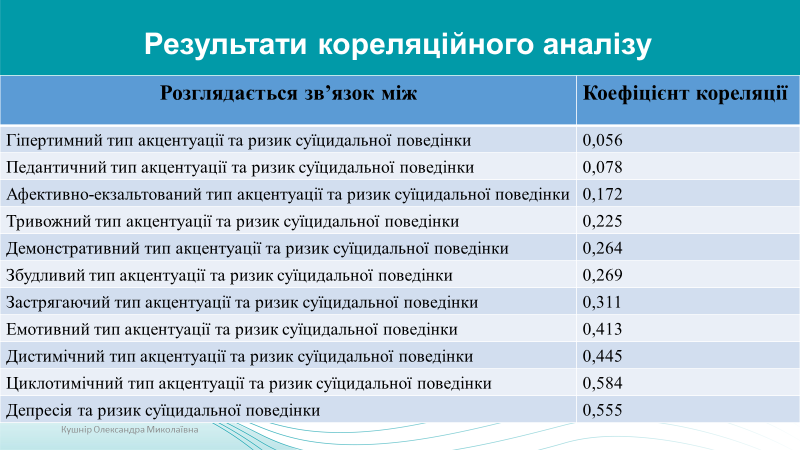 Результати кореляційного аналізу
Розглядається зв’язок між Коефіцієнт кореляції
Гіпертимний тип акцентуації та ризик суїцидальної поведінки 0,056
Педантичний тип акцентуації та ризик суїцидальної поведінки 0,078
Афективно-екзальтований тип акцентуації та ризик суїцидальної поведінки 0,172
Тривожний тип акцентуації та ризик суїцидальної поведінки 0,225
Демонстративний тип акцентуації та ризик суїцидальної поведінки 0,264
Збудливий тип акцентуації та ризик суїцидальної поведінки 0,269
Застрягаючий тип акцентуації та ризик суїцидальної поведінки 0,311
Емотивний тип акцентуації та ризик суїцидальної поведінки 0,413
Дистимічний тип акцентуації та ризик суїцидальної поведінки 0,445
Циклотимічний тип акцентуації та ризик суїцидальної поведінки 0,584
Депресія та ризик суїцидальної поведінки 0,555
Кушнір Олександра Миколаївна